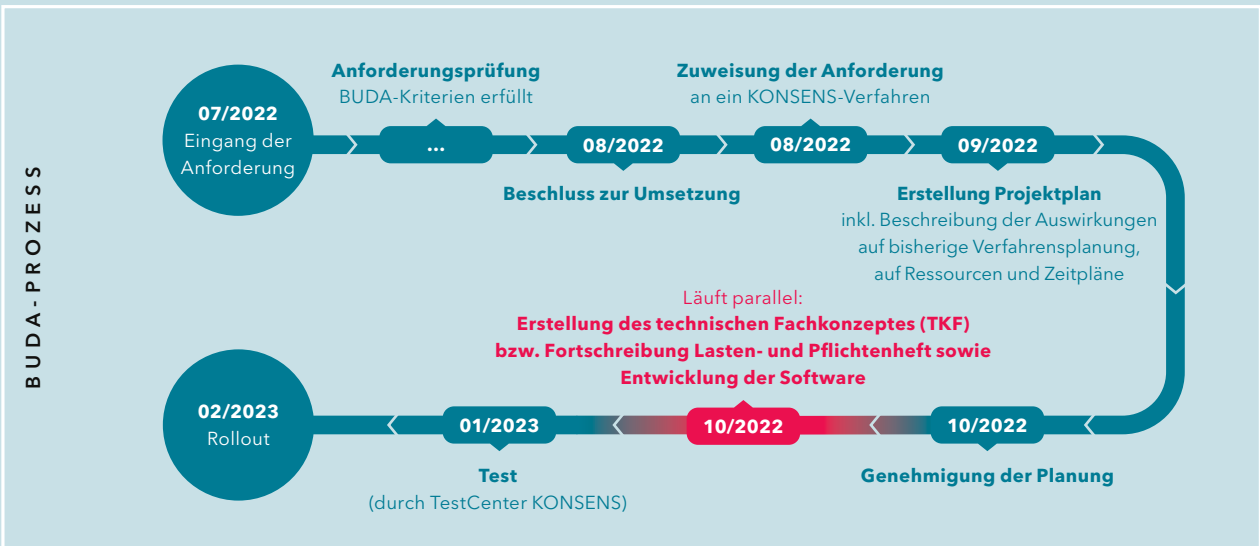 BUDA-PROZESS
07/2022
Eingang der
Anforderung
Anforderungsprüfung
BUDA-Kriterien erfüllt
...
08/2022
Beschluss zur Umsetzung
Zuweisung der Anforderung
an ein KONSENS-Verfahren
08/2022
09/2022
Erstellung Projektplan
inkl. Beschreibung der Auswirkungen
auf bisherige Verfahrensplanung,
auf Ressourcen und Zeitpläne
10/2022
Genehmigung der Planung
Läuft parallel:
Erstellung des technischen Fachkonzeptes (TKF)
bzw. Fortschreibung Lasten- und Pflichtenheft sowie
Entwicklung der Software
10/2022
01/2023
Test
(durch TestCenter KONSENS)
02/2023
Rollout